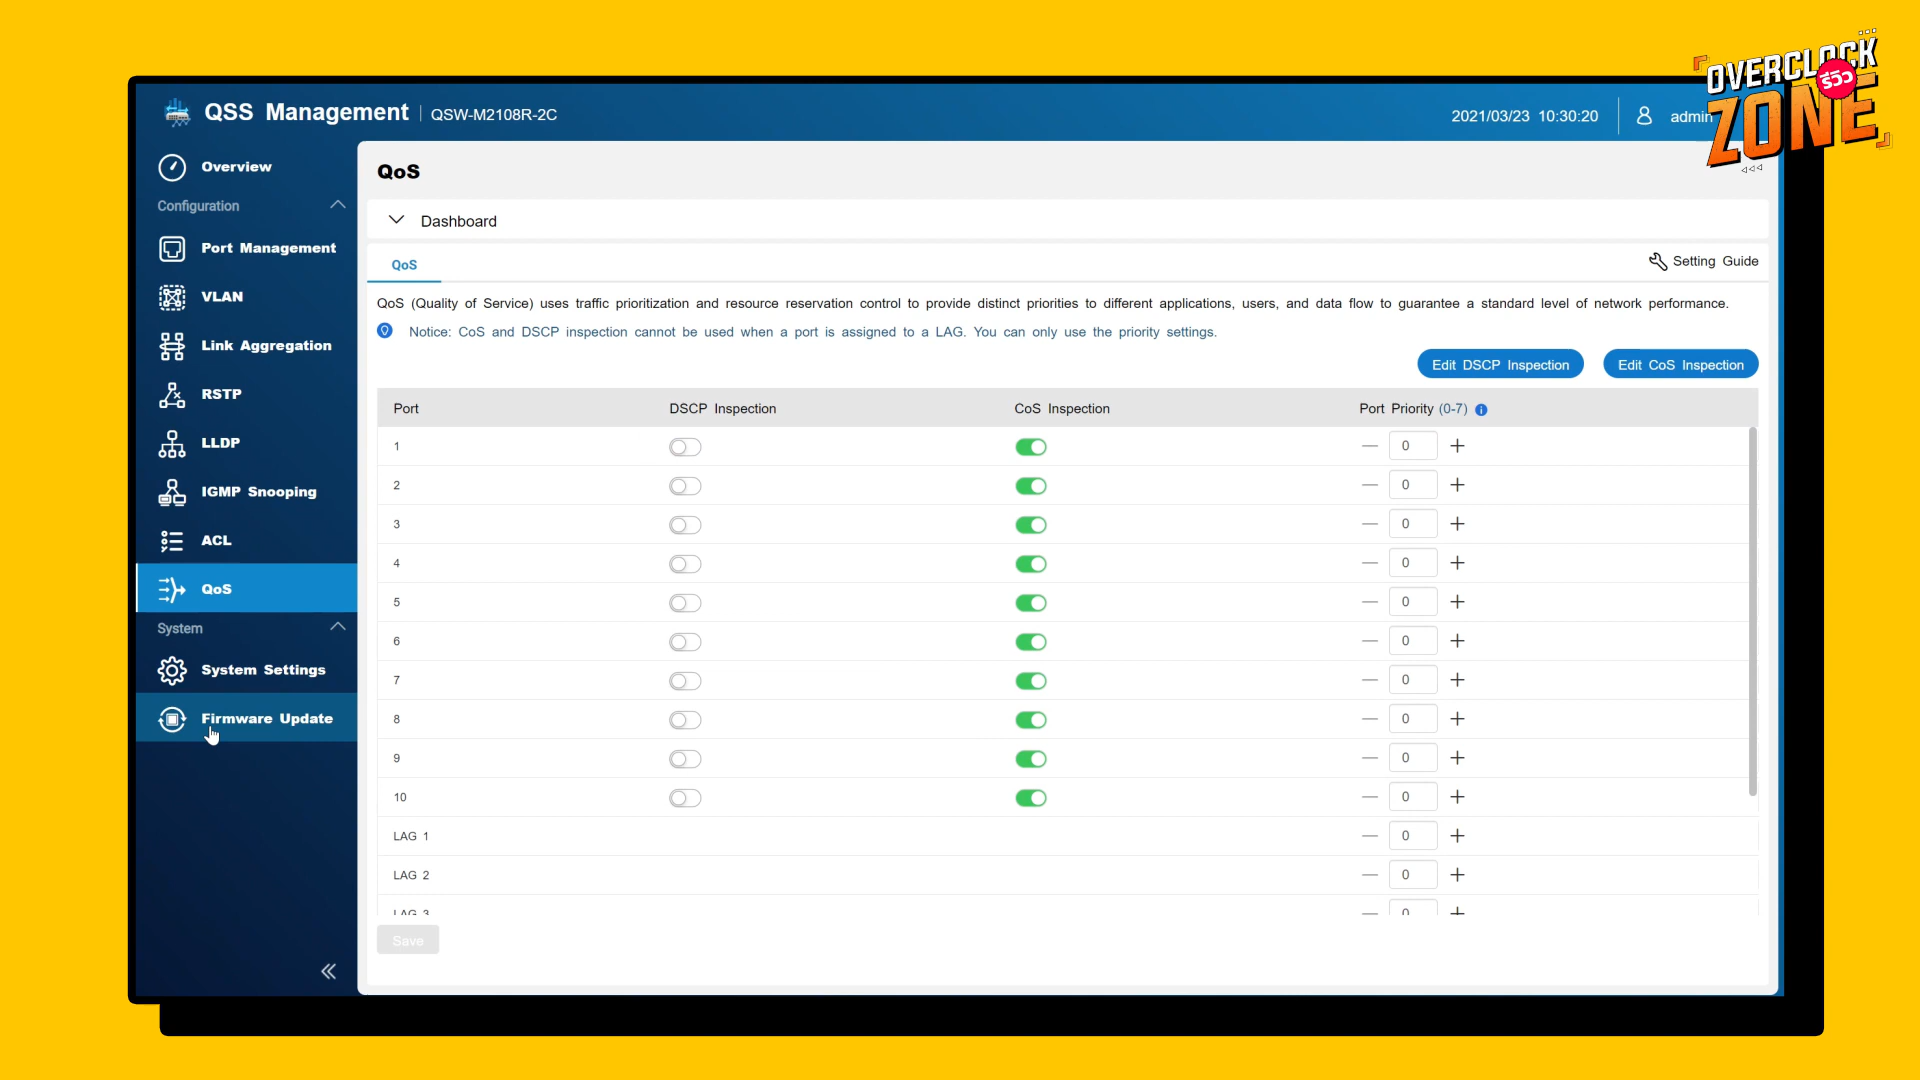 OVERCLOCK
รีวิว
ZONE
QSS Management | QSW-M2108R-2C
2021/03/23 10:30:20
admin
Overview
Configuration
Port Management
VLAN
Link Aggregation
RSTP
LLDP
IGMP Snooping
ACL
QoS
System
System Settings
Firmware Update
QoS
Dashboard
QoS
Setting Guide
QoS (Quality of Service) uses traffic prioritization and resource reservation control to provide distinct priorities to different applications, users, and data flow to guarantee a standard level of network performance.
Notice: CoS and DSCP inspection cannot be used when a port is assigned to a LAG. You can only use the priority settings.
Edit DSCP Inspection
Edit CoS Inspection
Port DSCP Inspection CoS Inspection Port Priority (0-7)
1 0
2 0
3 0
4 0
5 0
6 0
7 0
8 0
9 0
10 0
LAG 1 0
LAG 2 0
LAG 3 0
Save